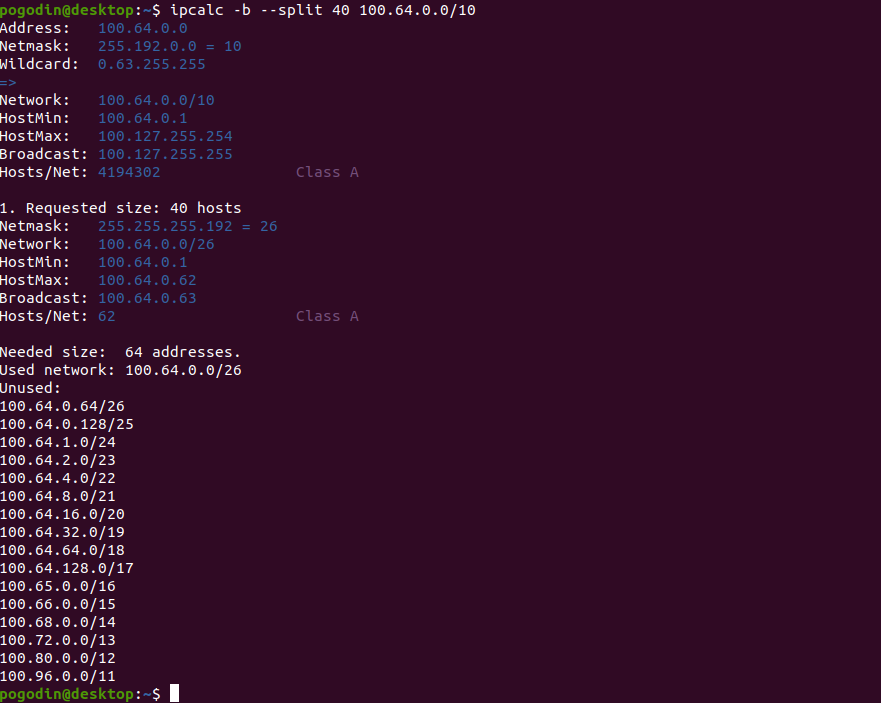 pogodin@desktop:~$ ipcalc -b --split 40 100.64.0.0/10
Address:   100.64.0.0
Netmask:   255.192.0.0 = 10
Wildcard:  0.63.255.255
=>
Network:   100.64.0.0/10
HostMin:   100.64.0.1
HostMax:   100.127.255.254
Broadcast: 100.127.255.255
Hosts/Net: 4194302               Class A

1. Requested size: 40 hosts
Netmask:   255.255.255.192 = 26
Network:   100.64.0.0/26
HostMin:   100.64.0.1
HostMax:   100.64.0.62
Broadcast: 100.64.0.63
Hosts/Net: 62                    Class A

Needed size:  64 addresses.
Used network: 100.64.0.0/26
Unused:
100.64.0.64/26
100.64.0.128/25
100.64.1.0/24
100.64.2.0/23
100.64.4.0/22
100.64.8.0/21
100.64.16.0/20
100.64.32.0/19
100.64.64.0/18
100.64.128.0/17
100.65.0.0/16
100.66.0.0/15
100.68.0.0/14
100.72.0.0/13
100.80.0.0/12
100.96.0.0/11
pogodin@desktop:~$